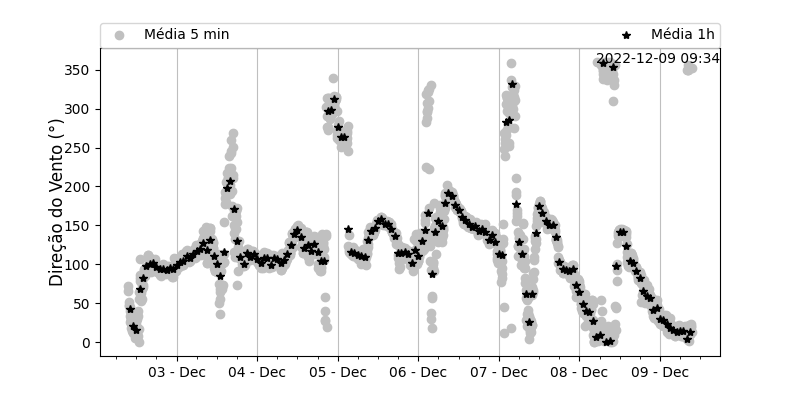 Média 5 min
Média 1h
2022-12-09 09:34
Direção do Vento (°)
350
300
250
200
150
100
50
0
03 - Dec
04 - Dec
05 - Dec
06 - Dec
07 - Dec
08 - Dec
09 - Dec